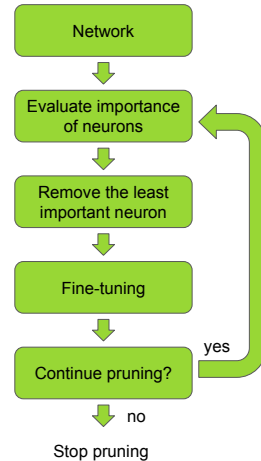 Network
Evaluate importance
of neurons
Remove the least
important neuron
Fine-tuning
yes
Continue pruning?
no
Stop pruning